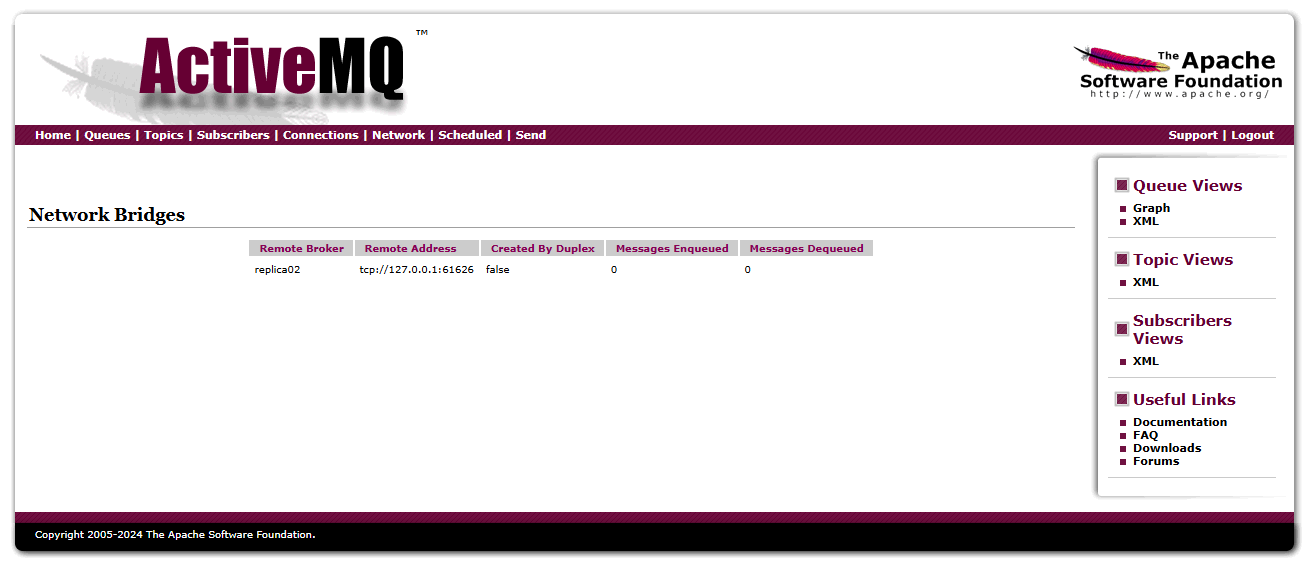 ActiveMQ ™
The Apache
Software Foundation
http://www.apache.org/
Home | Queues | Topics | Subscribers | Connections | Network | Scheduled | Send
Support | Logout
Network Bridges
Remote Broker Remote Address Created By Duplex Messages Enqueued Messages Dequeued
replica02 tcp://127.0.0.1:61626 false 0 0
Queue Views
Graph
XML
Topic Views
XML
Subscribers
Views
XML
Useful Links
Documentation
FAQ
Downloads
Forums
Copyright 2005-2024 The Apache Software Foundation.